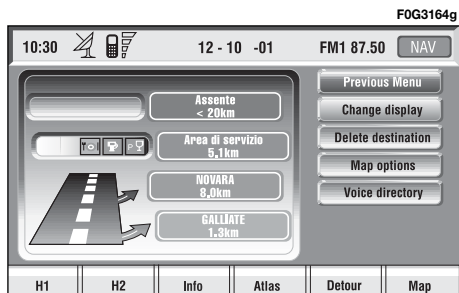 F0G3164g
10:30 12 - 10 -01 FM1 87.50 NAV
Assente
< 20km
Area di servizio
5,1km
NOVARA
8,0km
GALLIATE
1.3km
Previous Menu
Change display
Delete destination
Map options
Voice directory
H1 H2 Info Atlas Detour Map